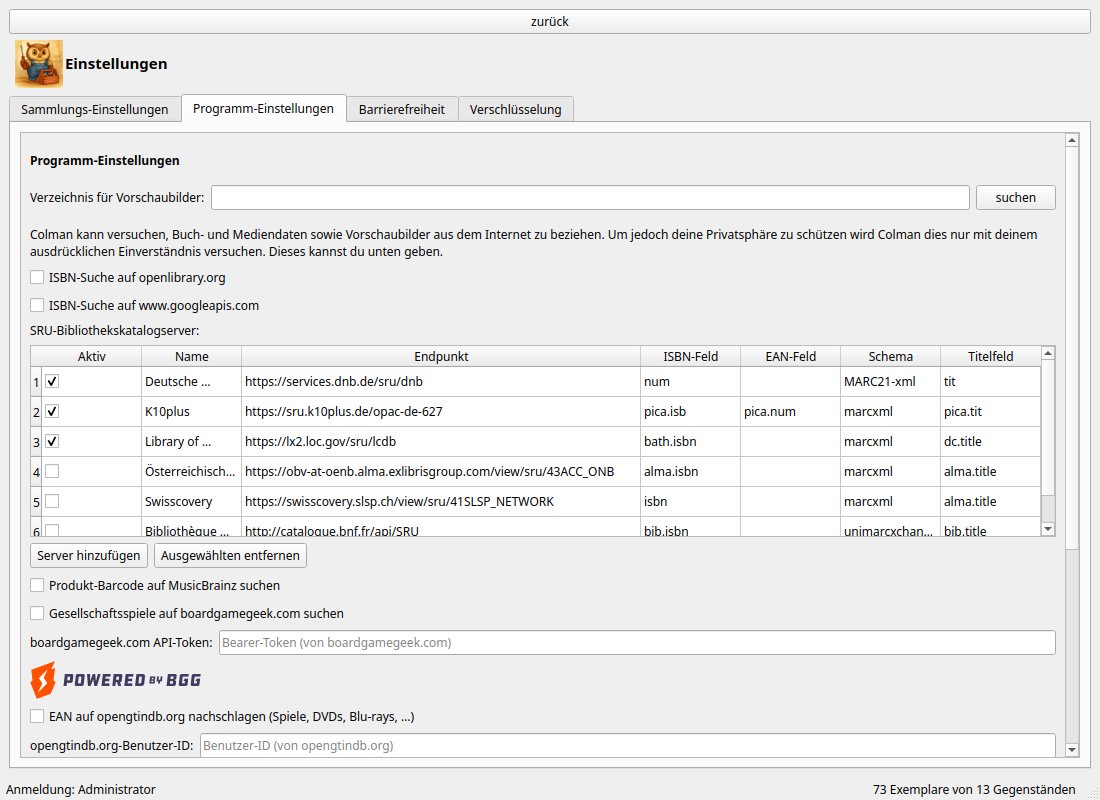 zurück
Einstellungen
Sammlungs-Einstellungen Programm-Einstellungen Barrierefreiheit Verschlüsselung
Programm-Einstellungen
Verzeichnis für Vorschaubilder: suchen
Colman kann versuchen, Buch- und Mediendaten sowie Vorschaubilder aus dem Internet zu beziehen. Um jedoch deine Privatsphäre zu schützen wird Colman dies nur mit deinem
ausdrücklichen Einverständnis versuchen. Dieses kannst du unten geben.
ISBN-Suche auf openlibrary.org
ISBN-Suche auf www.googleapis.com
SRU-Bibliothekskatalogserver:
Aktiv Name Endpunkt ISBN-Feld EAN-Feld Schema Titelfeld
1 Deutsche ... https://services.dnb.de/sru/dnb num MARC21-xml tit
2 K10plus https://sru.k10plus.de/opac-de-627 pica.isb pica.num marcxml pica.tit
3 Library of ... https://lx2.loc.gov/sru/lcdb bath.isbn marcxml dc.title
4 Österreichisch... https://obv-at-oenb.alma.exlibrisgroup.com/view/sru/43ACC_ONB alma.isbn marcxml alma.title
5 Swisscovery https://swisscovery.slsp.ch/view/sru/41SLSP_NETWORK isbn marcxml alma.title
6 Bibliothèque ... http://catalogue.bnf.fr/api/SRU bib.isbn unimarcxchan... bib.title
Server hinzufügen Ausgewählten entfernen
Produkt-Barcode auf MusicBrainz suchen
Gesellschaftsspiele auf boardgamegeek.com suchen
boardgamegeek.com API-Token: Bearer-Token (von boardgamegeek.com)
POWERED BY BGG
EAN auf opengtindb.org nachschlagen (Spiele, DVDs, Blu-rays, ...)
opengtindb.org-Benutzer-ID: Benutzer-ID (von opengtindb.org)
Anmeldung: Administrator 73 Exemplare von 13 Gegenständen